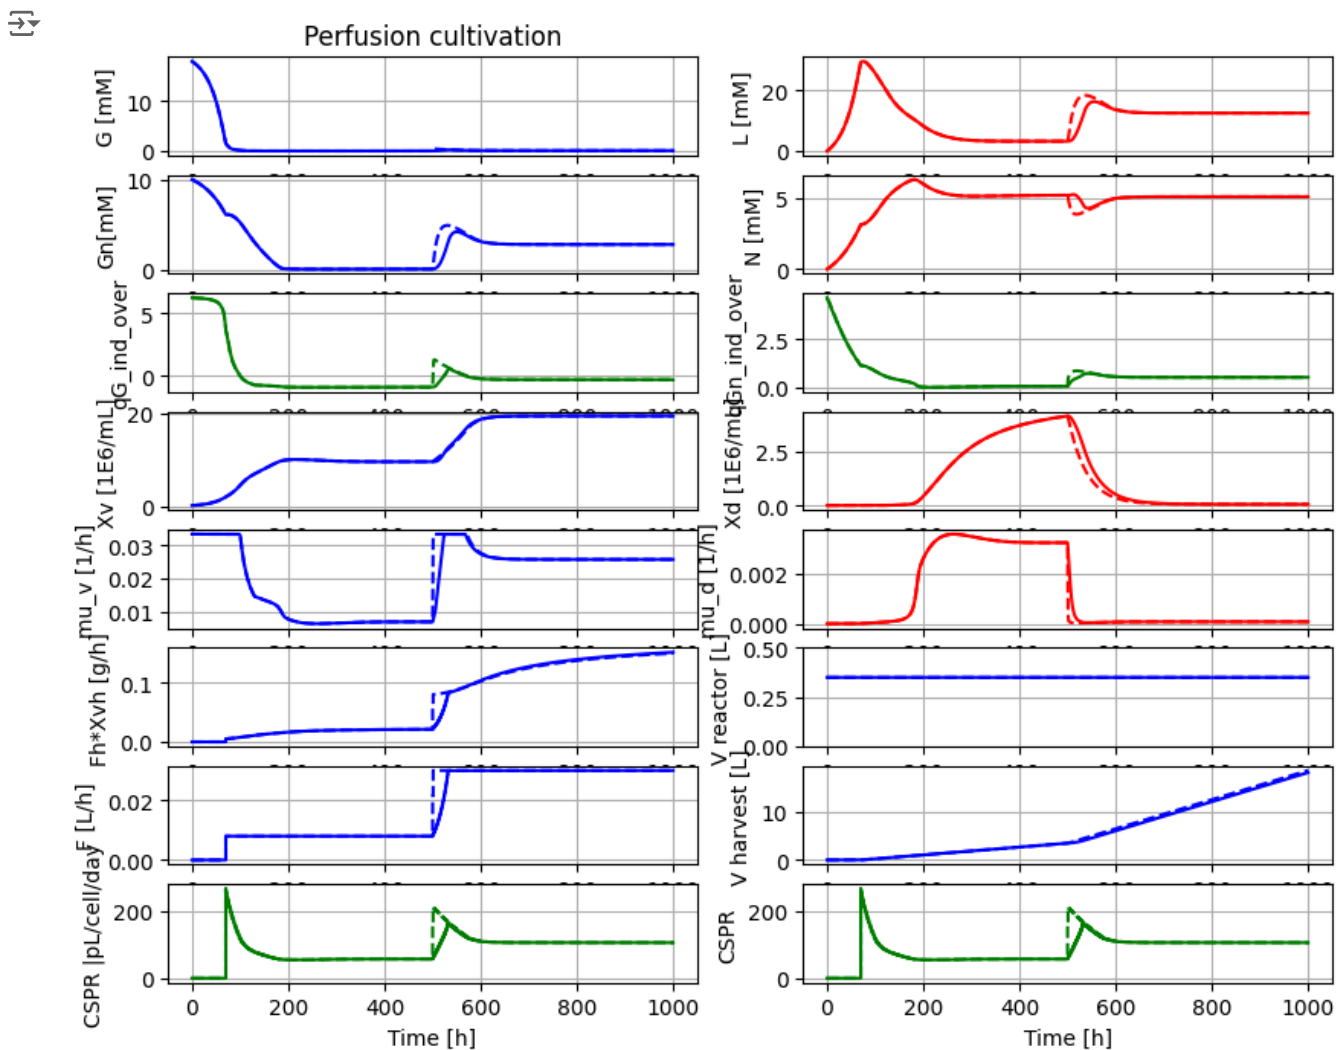 Perfusion cultivation
G [mM]
10
0
L [mM]
20
0
Gn[mM]
10
5
0
N [mM]
5
0
qG_ind_over
5
0
qGn_ind_over
2.5
0.0
Xv [1E6/mL]
20
0
Xd [1E6/mL]
2.5
0.0
mu_v [1/h]
0.03
0.02
0.01
mu_d [1/h]
0.002
0.000
Fh*Xvh [g/h]
0.1
0.0
V reactor [L]
0.50
0.25
0.00
F [L/h]
0.02
0.00
V harvest [L]
10
0
CSPR |pL/cell/day
200
0
CSPR
200
0
0 200 400 600 800 1000
0 200 400 600 800 1000
Time [h]
Time [h]